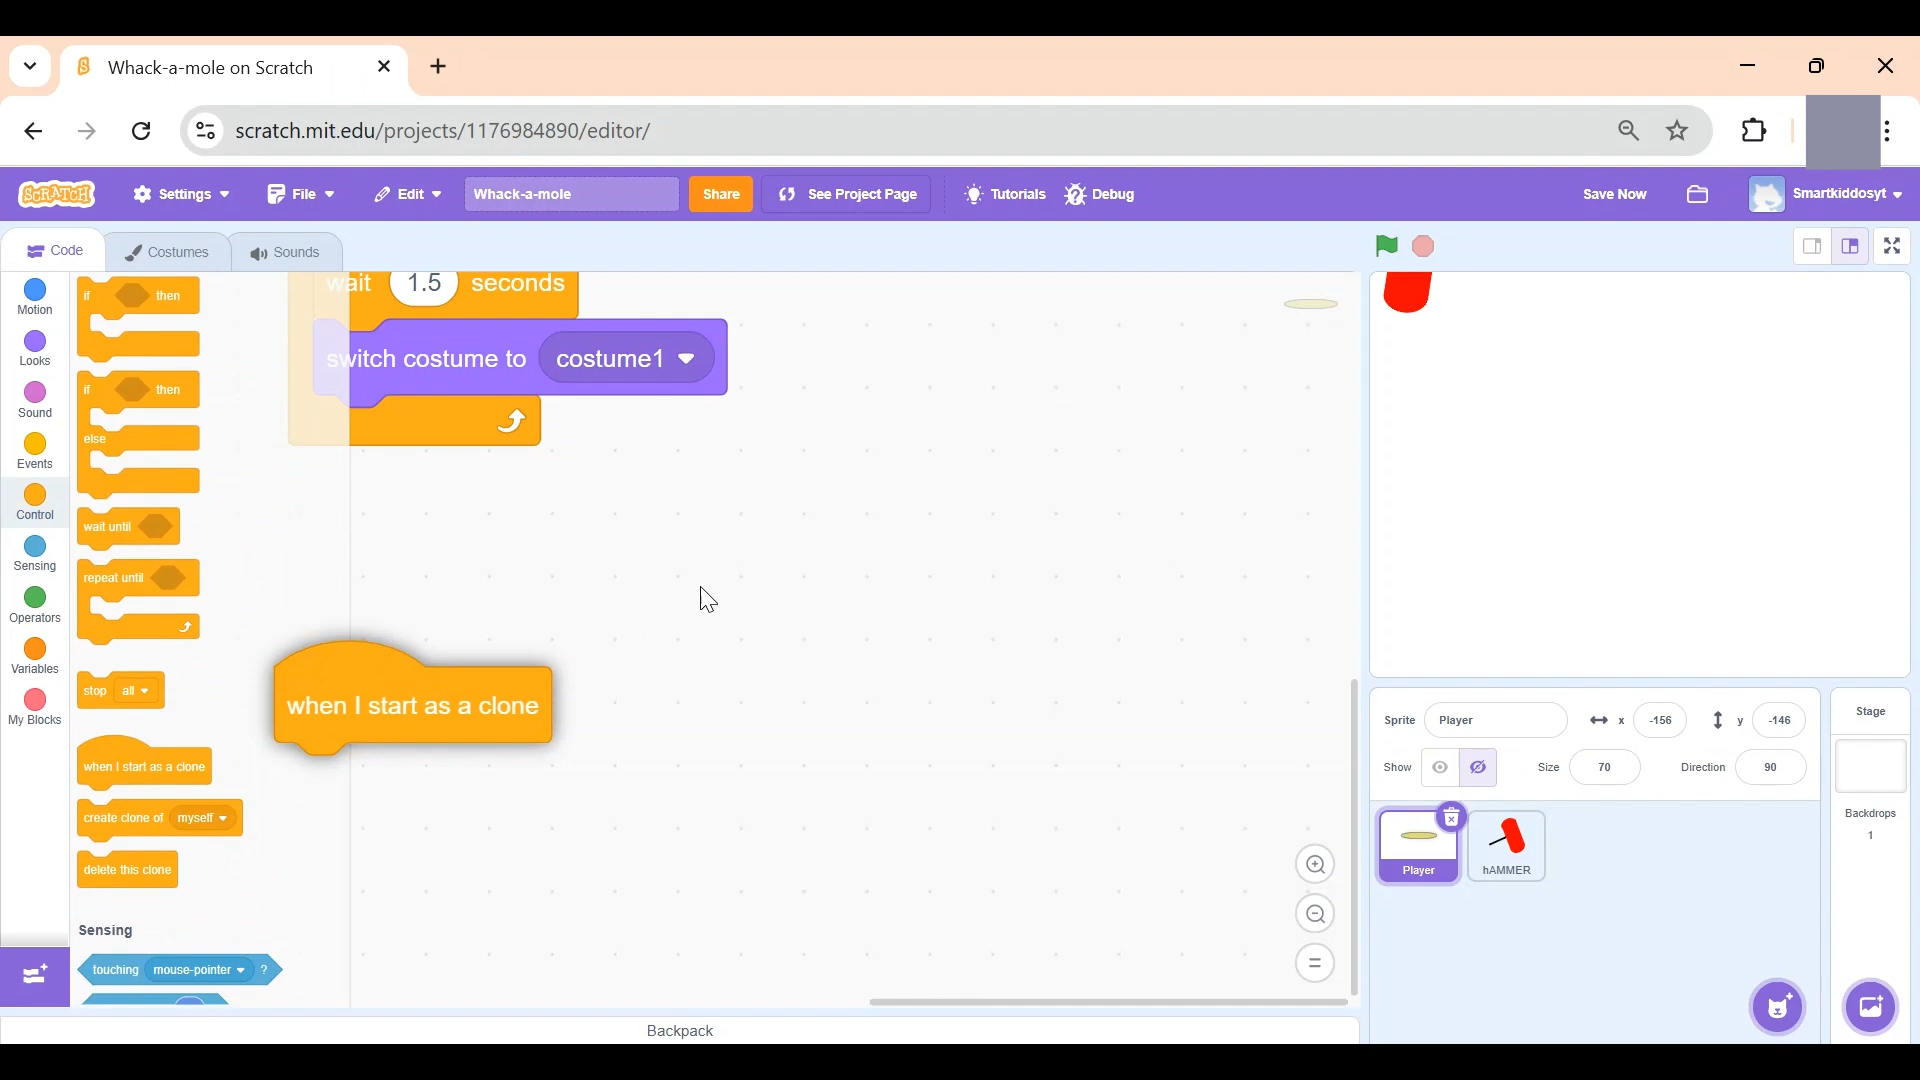 Whack-a-mole on Scratch
scratch.mit.edu/projects/1176984890/editor/
SCRATCH Settings File Edit Whack-a-mole Share See Project Page Tutorials Debug Save Now Smartkiddosyt
Code Costumes Sounds
Motion
Looks
Sound
Events
Control
Sensing
Operators
Variables
My Blocks
if then
if then
else
wait until
repeat until
stop all
when I start as a clone
create clone of myself
delete this clone
Sensing
touching mouse-pointer ?
wait 1.5 seconds
switch costume to costume1
when I start as a clone
Backpack
Sprite Player x -156 y -146
Show Size 70 Direction 90
Player
hAMMER
Stage
Backdrops
1